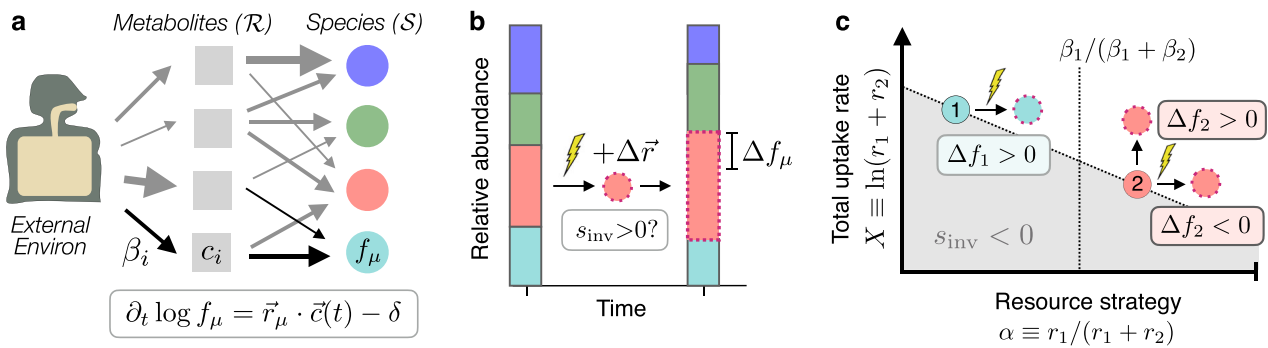 a
Metabolites (ℛ)
Species (𝒮)
External
Environ
β_i
c_i
f_μ
∂_t log f_μ = r⃗_μ · c⃗(t) − δ
b
Relative abundance
+Δr⃗
s_inv>0?
Δf_μ
Time
c
Total uptake rate
X ≡ ln(r_1 + r_2)
β_1/(β_1 + β_2)
1
Δf_1 > 0
2
Δf_2 > 0
Δf_2 < 0
s_inv < 0
Resource strategy
α ≡ r_1/(r_1 + r_2)